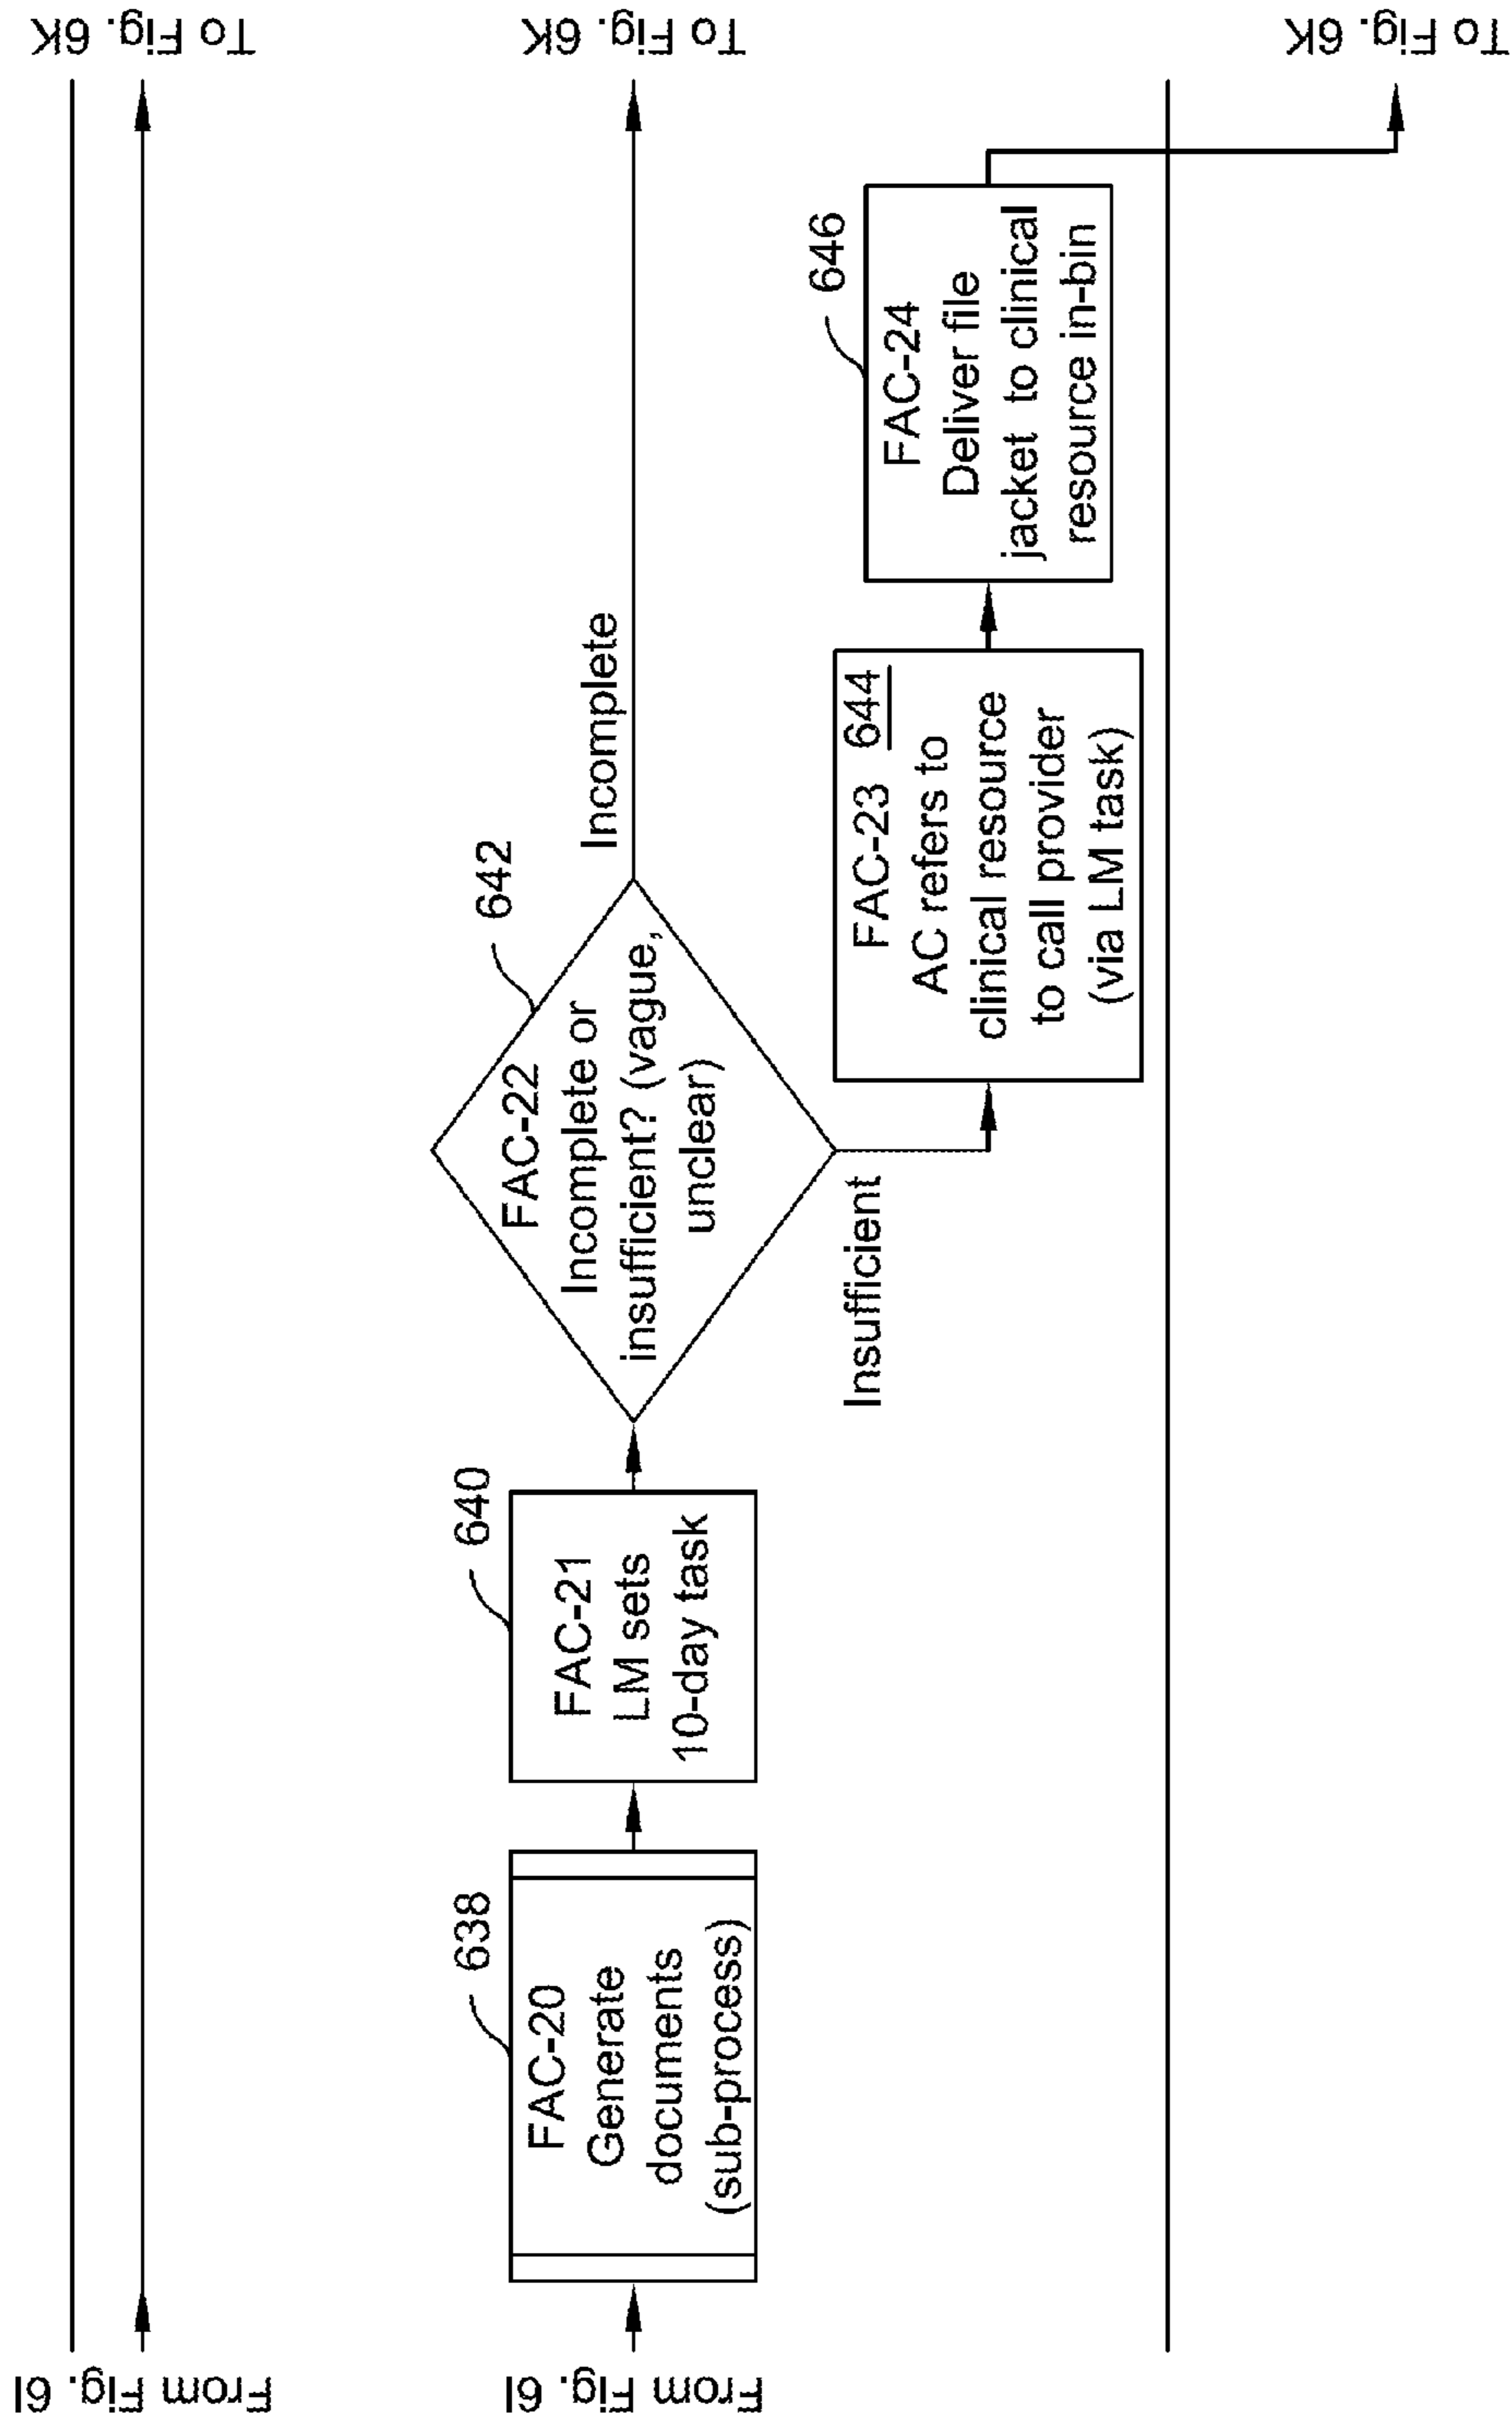 From Fig. 6I
To Fig. 6K
From Fig. 6I
638
FAC-20
Generate
documents
(sub-process)
640
FAC-21
LM sets
10-day task
642
FAC-22
Incomplete or
insufficient? (vague,
unclear)
Incomplete
To Fig. 6K
Insufficient
FAC-23 644
AC refers to
clinical resource
to call provider
(via LM task)
646
FAC-24
Deliver file
jacket to clinical
resource in-bin
To Fig. 6K